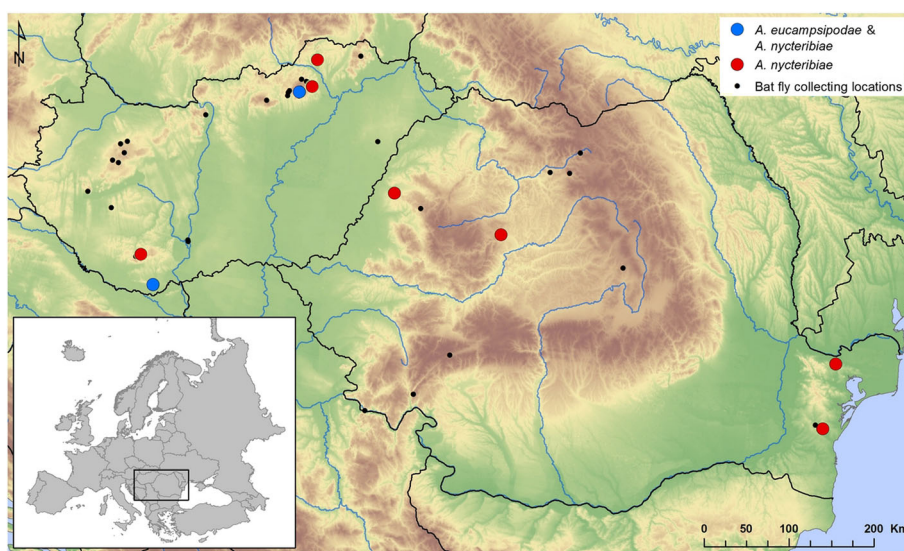 A. eucampsipodae &
A. nycteribiae
A. nycteribiae
Bat fly collecting locations
N
0 50 100 200 Km